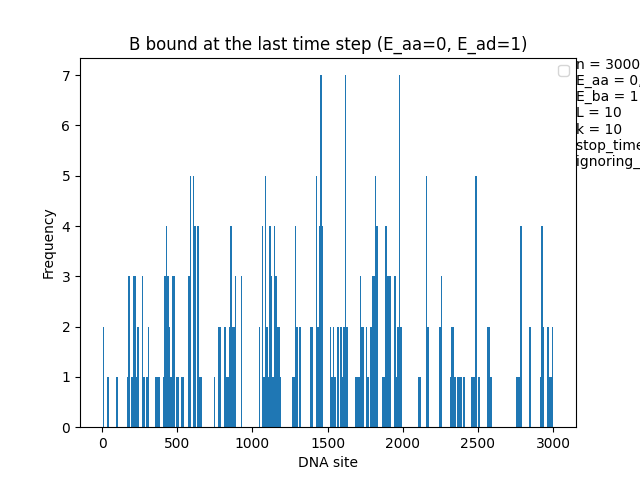 B bound at the last time step (E_aa=0, E_ad=1)
n = 3000
E_aa = 0,
E_ba = 1
L = 10
k = 10
stop_time
ignoring_
Frequency
7
6
5
4
3
2
1
0
0 500 1000 1500 2000 2500 3000
DNA site